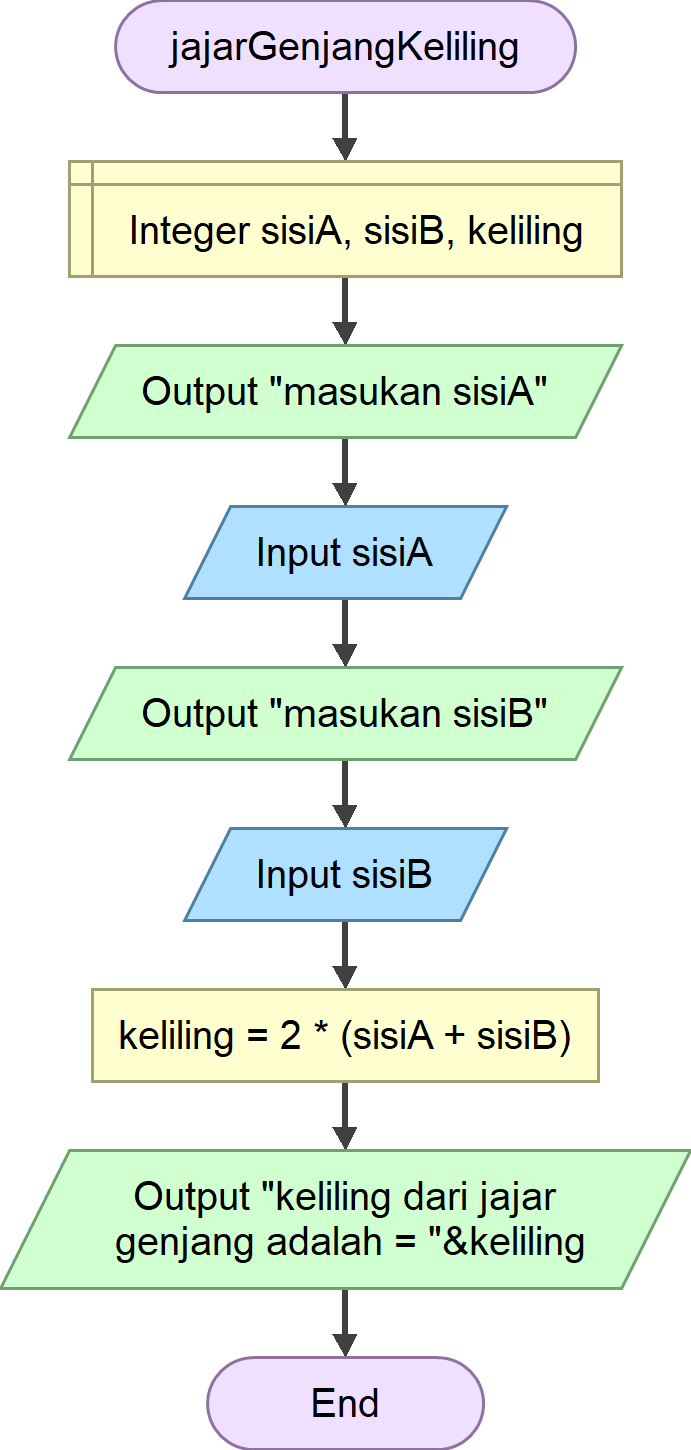 jajarGenjangKeliling
Integer sisiA, sisiB, keliling
Output "masukan sisiA"
Input sisiA
Output "masukan sisiB"
Input sisiB
keliling = 2 * (sisiA + sisiB)
Output "keliling dari jajar
genjang adalah = "&keliling
End